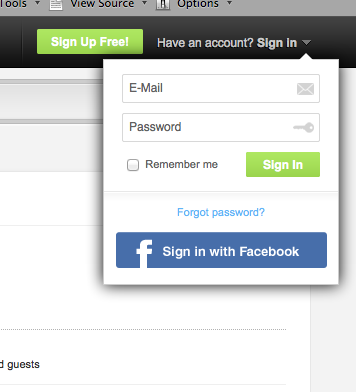 Tools View Source Options
Sign Up Free! Have an account? Sign in
E-Mail
Password
Remember me Sign In
Forgot password?
f Sign in with Facebook
d guests